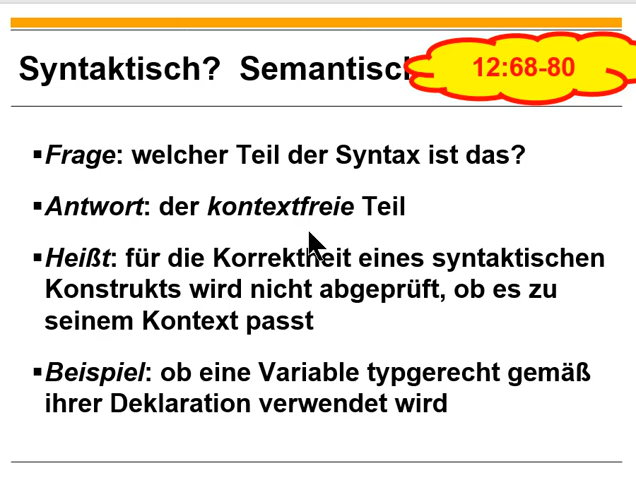 Syntaktisch? Semantisch
12:68-80
▪Frage: welcher Teil der Syntax ist das?
▪Antwort: der kontextfreie Teil
▪Heißt: für die Korrektheit eines syntaktischen
Konstrukts wird nicht abgeprüft, ob es zu
seinem Kontext passt
▪Beispiel: ob eine Variable typgerecht gemäß
ihrer Deklaration verwendet wird